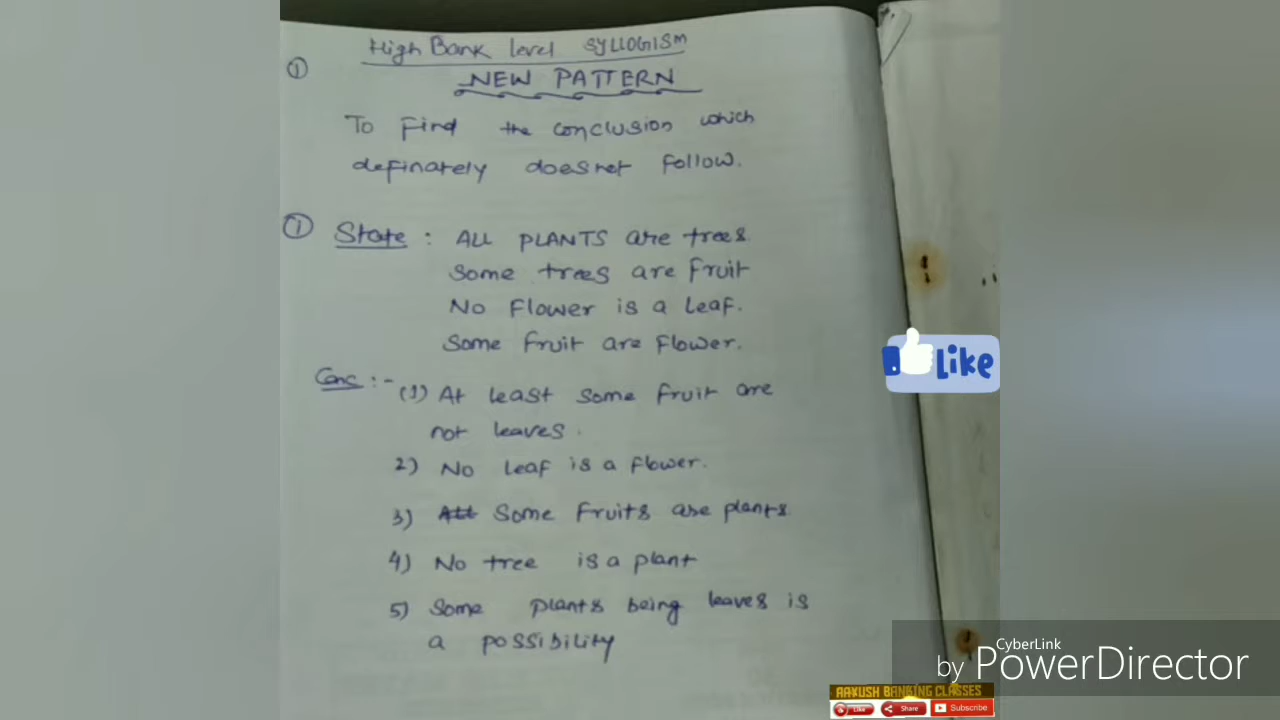 High Bank level SYLLOGISM
① NEW PATTERN
To Find the conclusion which
definately doesnot follow.
① State : ALL PLANTS are trees
Some trees are Fruit
No Flower is a Leaf.
Some Fruit are Flower.
Conc :- (1) At least some fruit are
not leaves.
2) No leaf is a flower.
3) All Some Fruits are plants
4) No tree is a plant
5) Some plants being leaves is
a possibility
Like
CyberLink
by PowerDirector
AAKUSH BANKING CLASSES
Like Share Subscribe